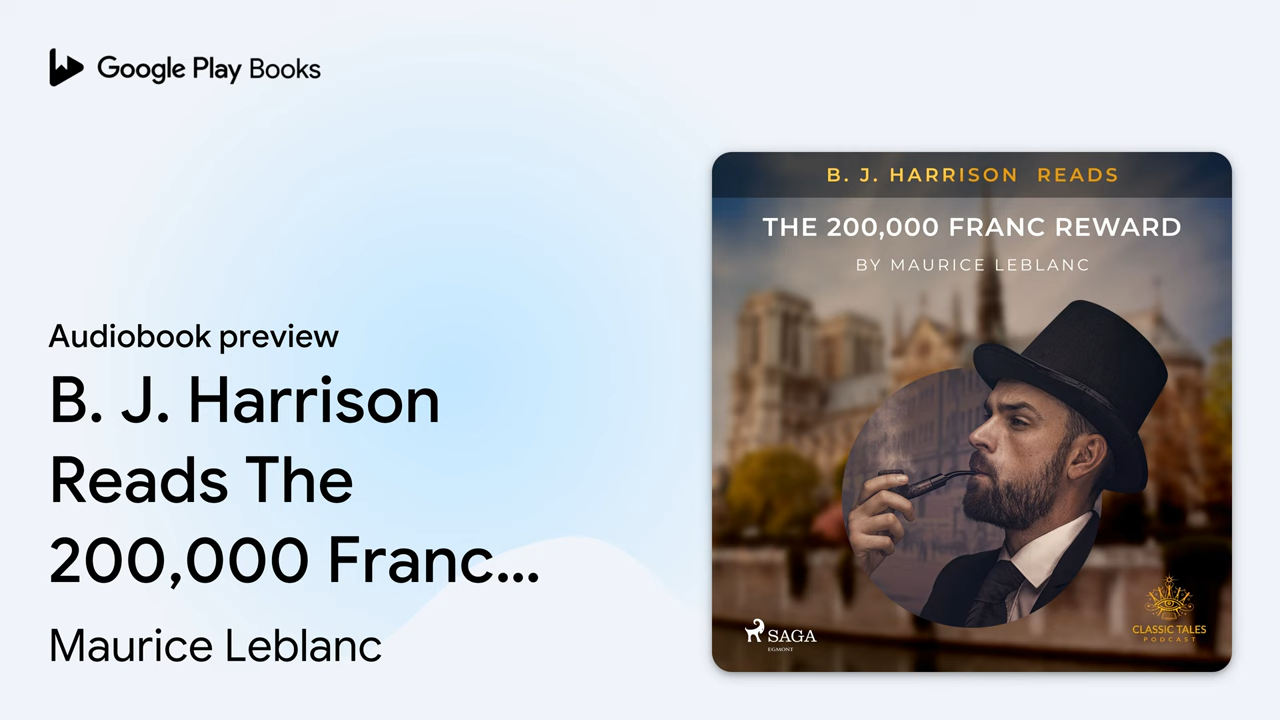 Google Play Books
Audiobook preview
B. J. Harrison
Reads The
200,000 Franc...
Maurice Leblanc
B. J. HARRISON READS
THE 200,000 FRANC REWARD
BY MAURICE LEBLANC
SAGA
EGMONT
CLASSIC TALES
PODCAST